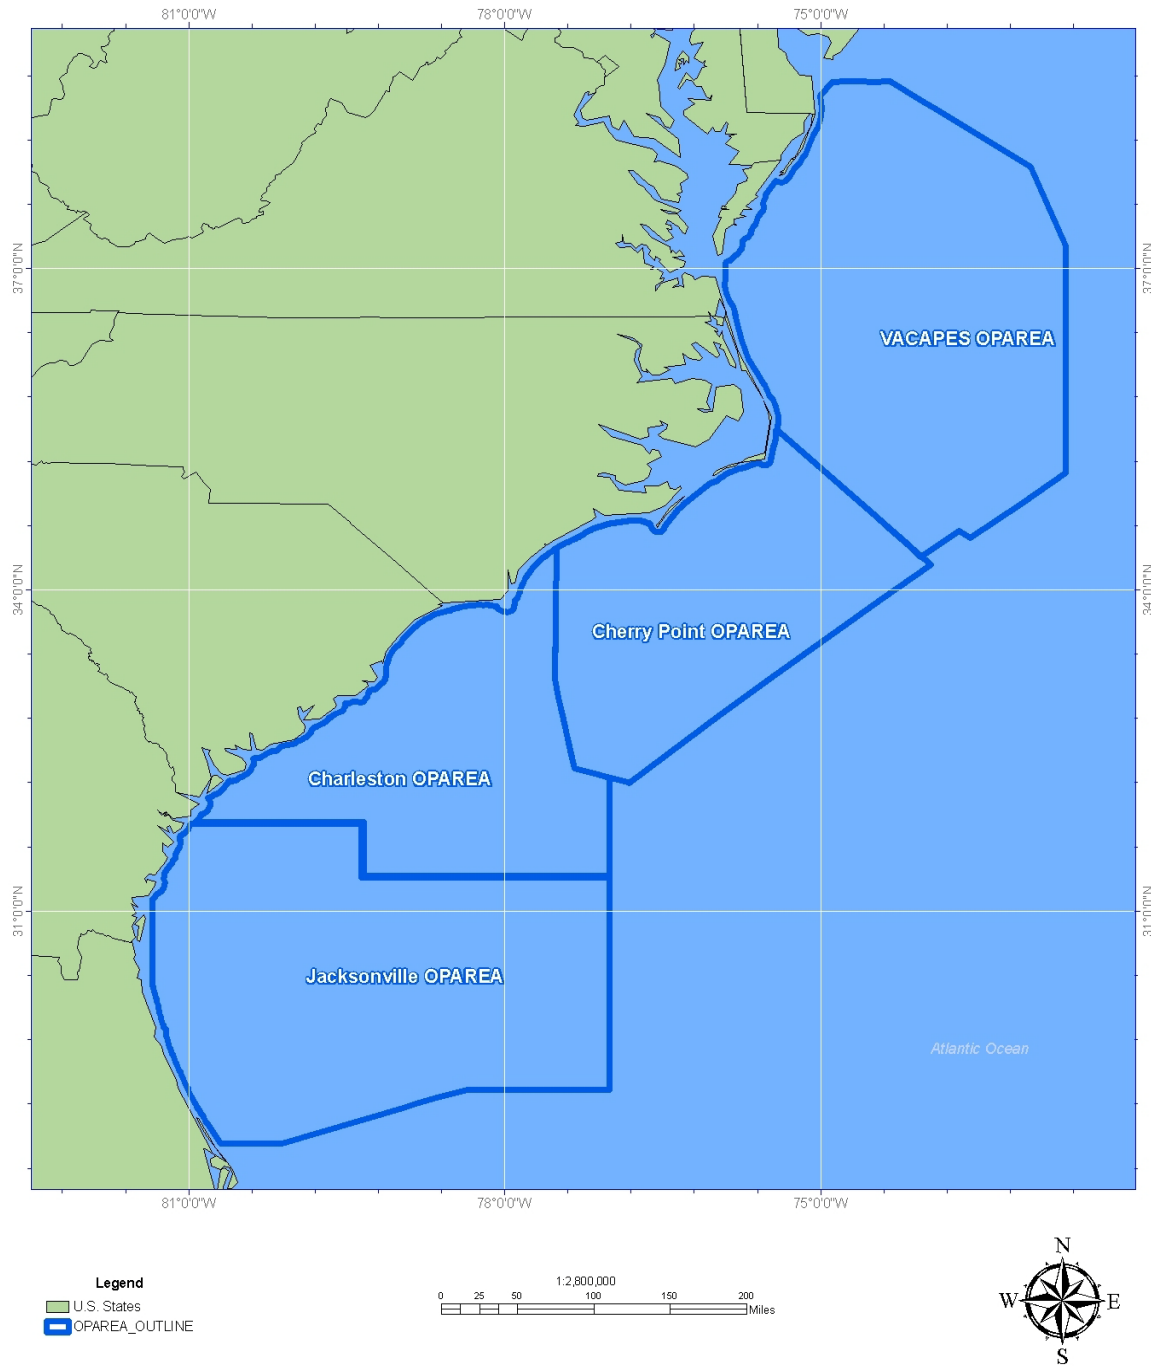 81°0'0"W 78°0'0"W 75°0'0"W
37°0'0"N 37°0'0"N
VACAPES OPAREA
34°0'0"N 34°0'0"N
Cherry Point OPAREA
Charleston OPAREA
31°0'0"N 31°0'0"N
Jacksonville OPAREA
Atlantic Ocean
81°0'0"W 78°0'0"W 75°0'0"W
Legend
U.S. States
OPAREA_OUTLINE
1:2,800,000
0 25 50 100 150 200
Miles
N
W E
S